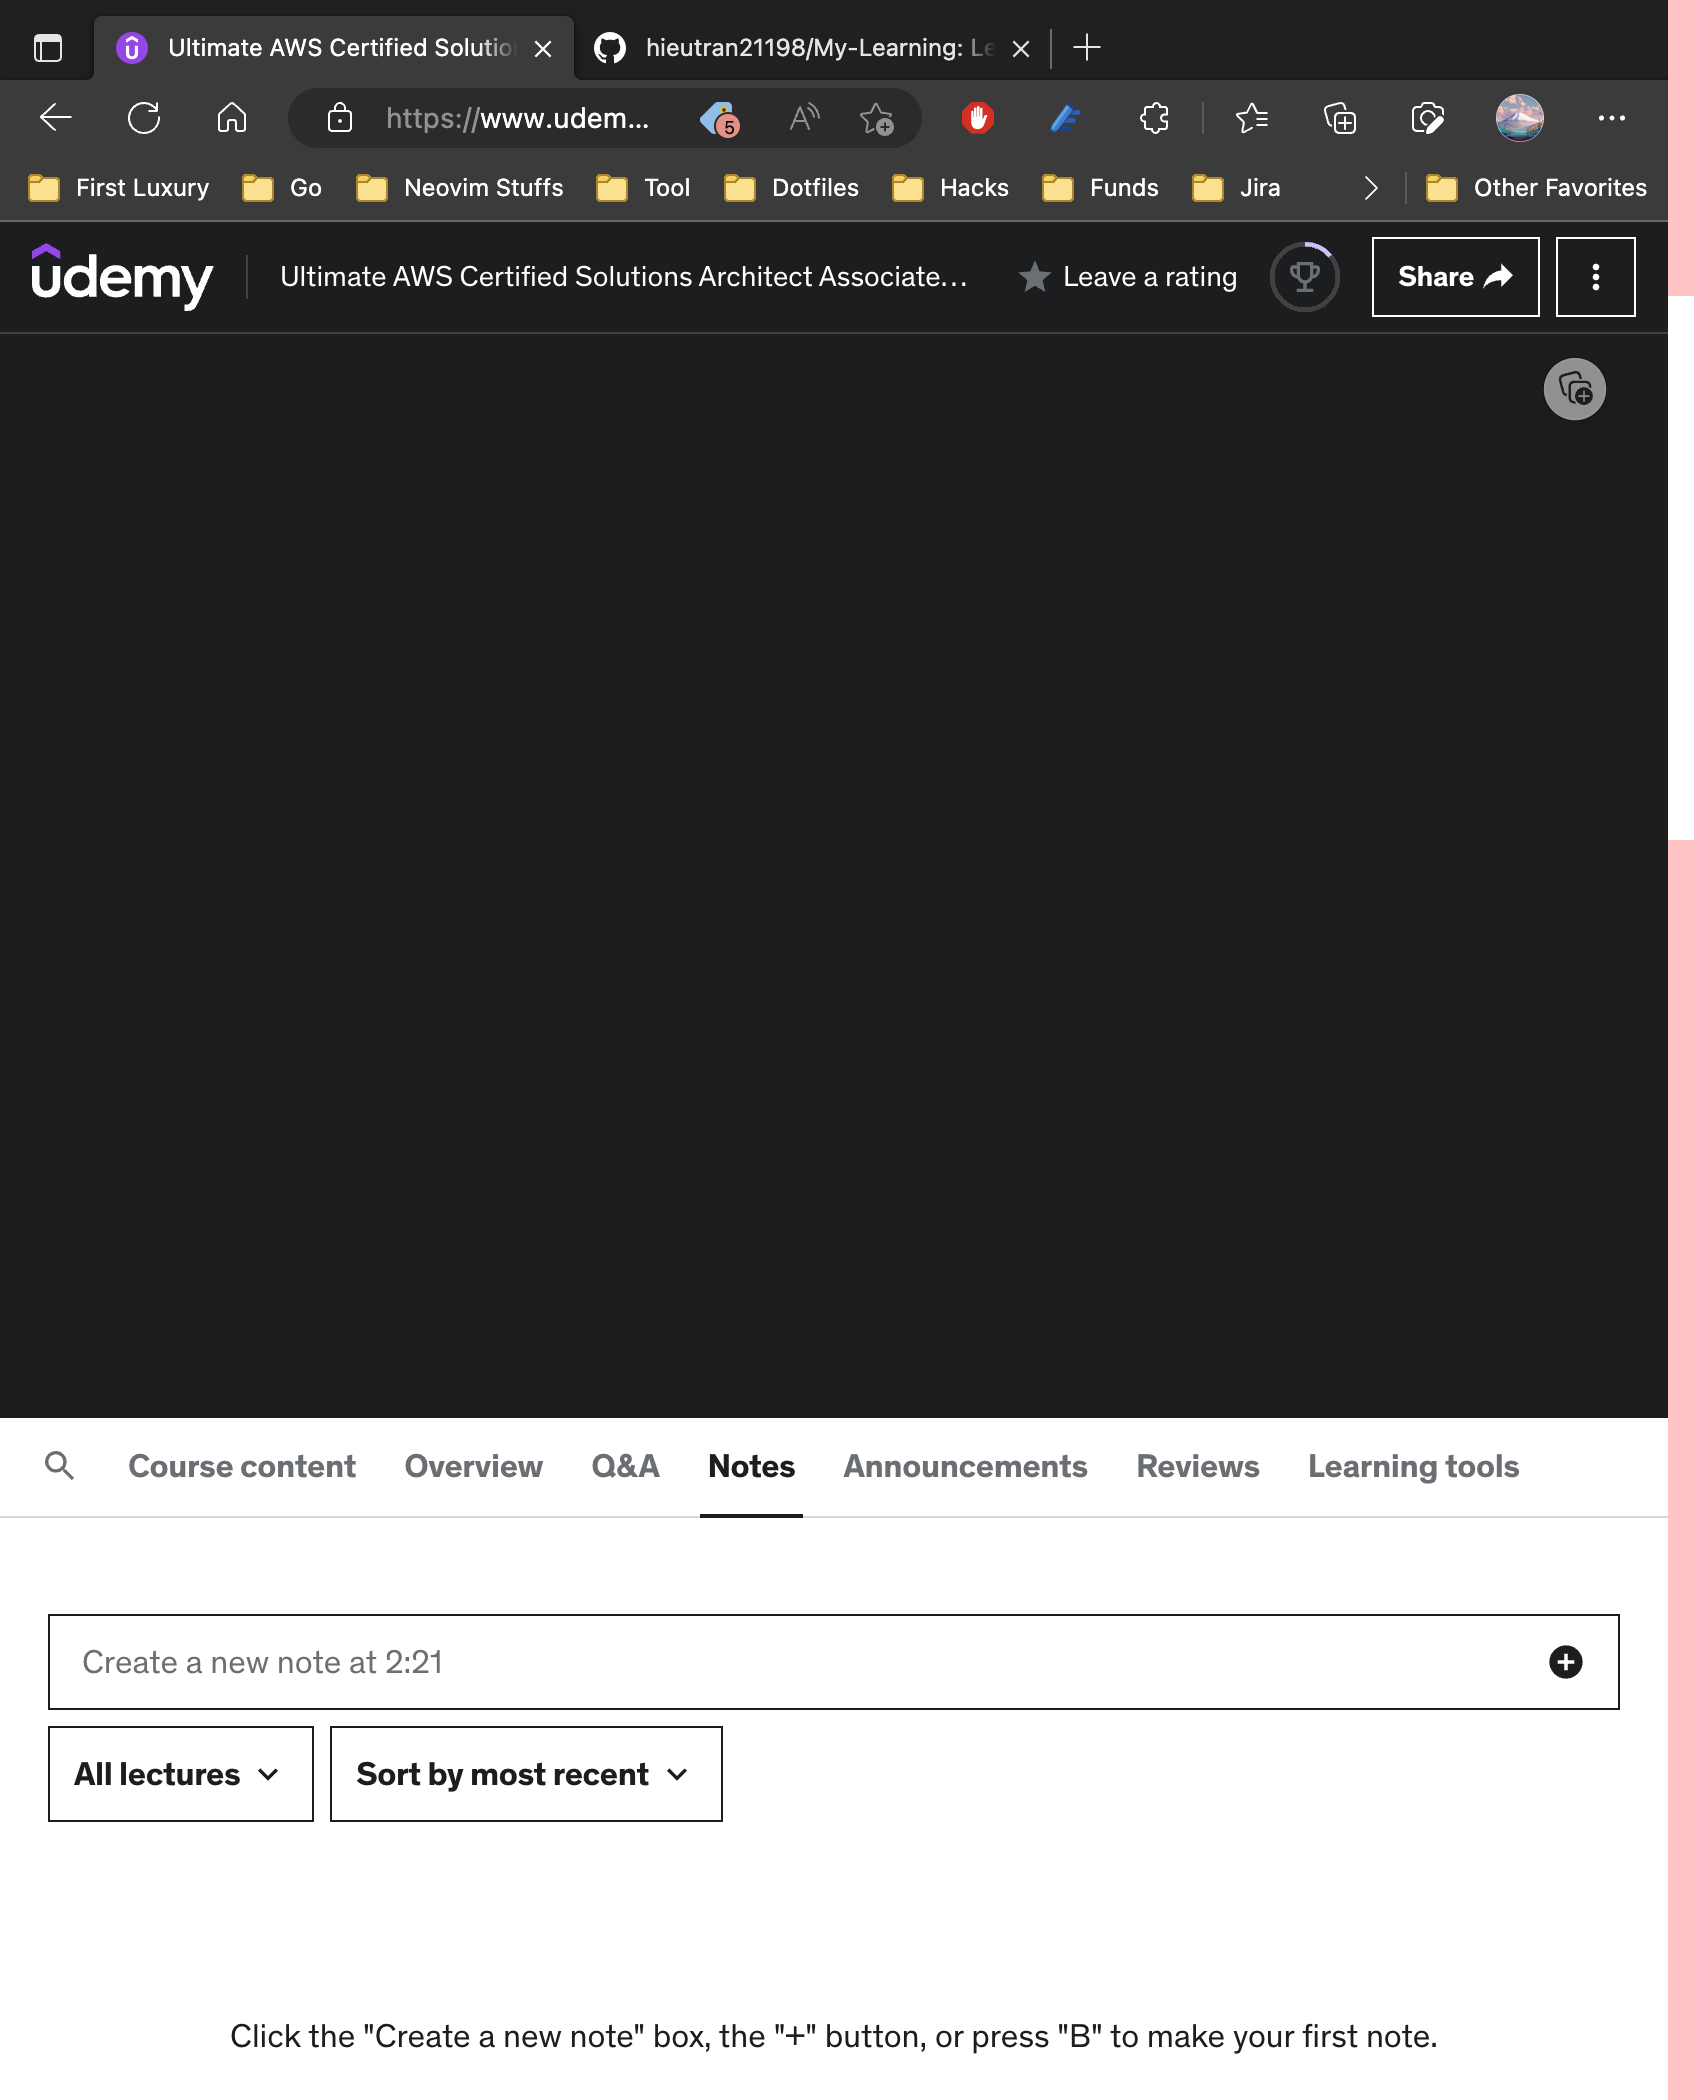 Ultimate AWS Certified Solutio
hieutran21198/My-Learning: Le
https://www.udem...
5
First Luxury
Go
Neovim Stuffs
Tool
Dotfiles
Hacks
Funds
Jira
Other Favorites
udemy
Ultimate AWS Certified Solutions Architect Associate...
Leave a rating
Share
Course content
Overview
Q&A
Notes
Announcements
Reviews
Learning tools
Create a new note at 2:21
All lectures
Sort by most recent
Click the "Create a new note" box, the "+" button, or press "B" to make your first note.